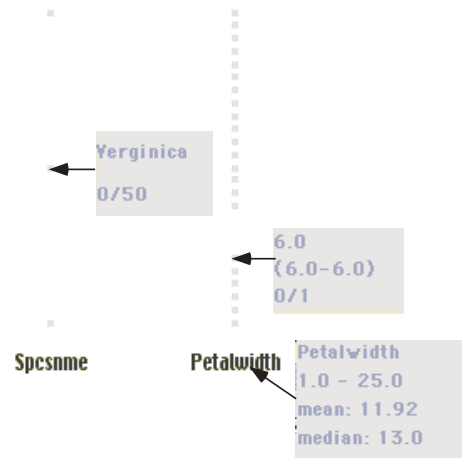 Verginica
0/50
6.0
(6.0-6.0)
0/1
Spcsnme
Petalwidth
Petalwidth
1.0 - 25.0
mean: 11.92
median: 13.0